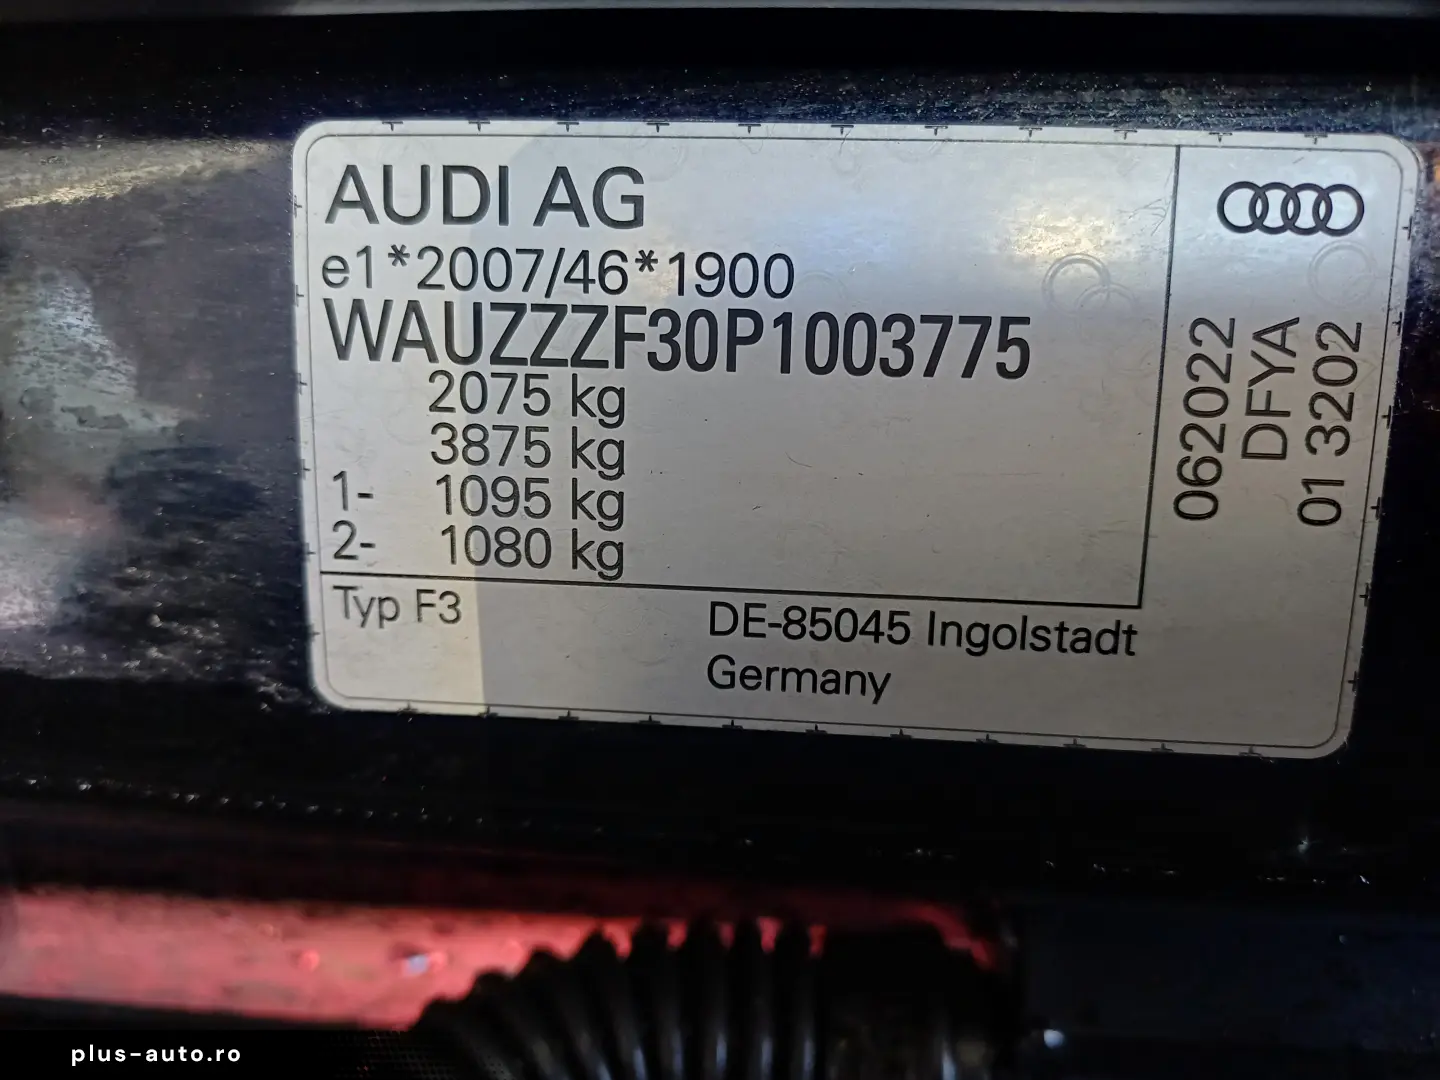 AUDI AG
e1*2007/46*1900
WAUZZZF30P1003775
2075 kg
3875 kg
1- 1095 kg
2- 1080 kg
Typ F3
DE-85045 Ingolstadt
Germany
062022
DFYA
01 3202
plus-auto.ro